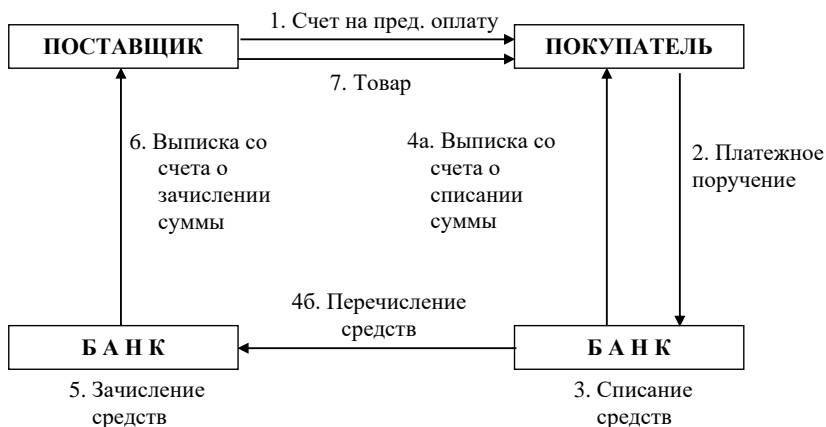 1. Счет на пред. оплату
ПОСТАВЩИК
ПОКУПАТЕЛЬ
7. Товар
6. Выписка со
счета о
зачислении
суммы
4а. Выписка со
счета о
списании
суммы
2. Платежное
поручение
4б. Перечисление
средств
Б А Н К
Б А Н К
5. Зачисление
средств
3. Списание
средств